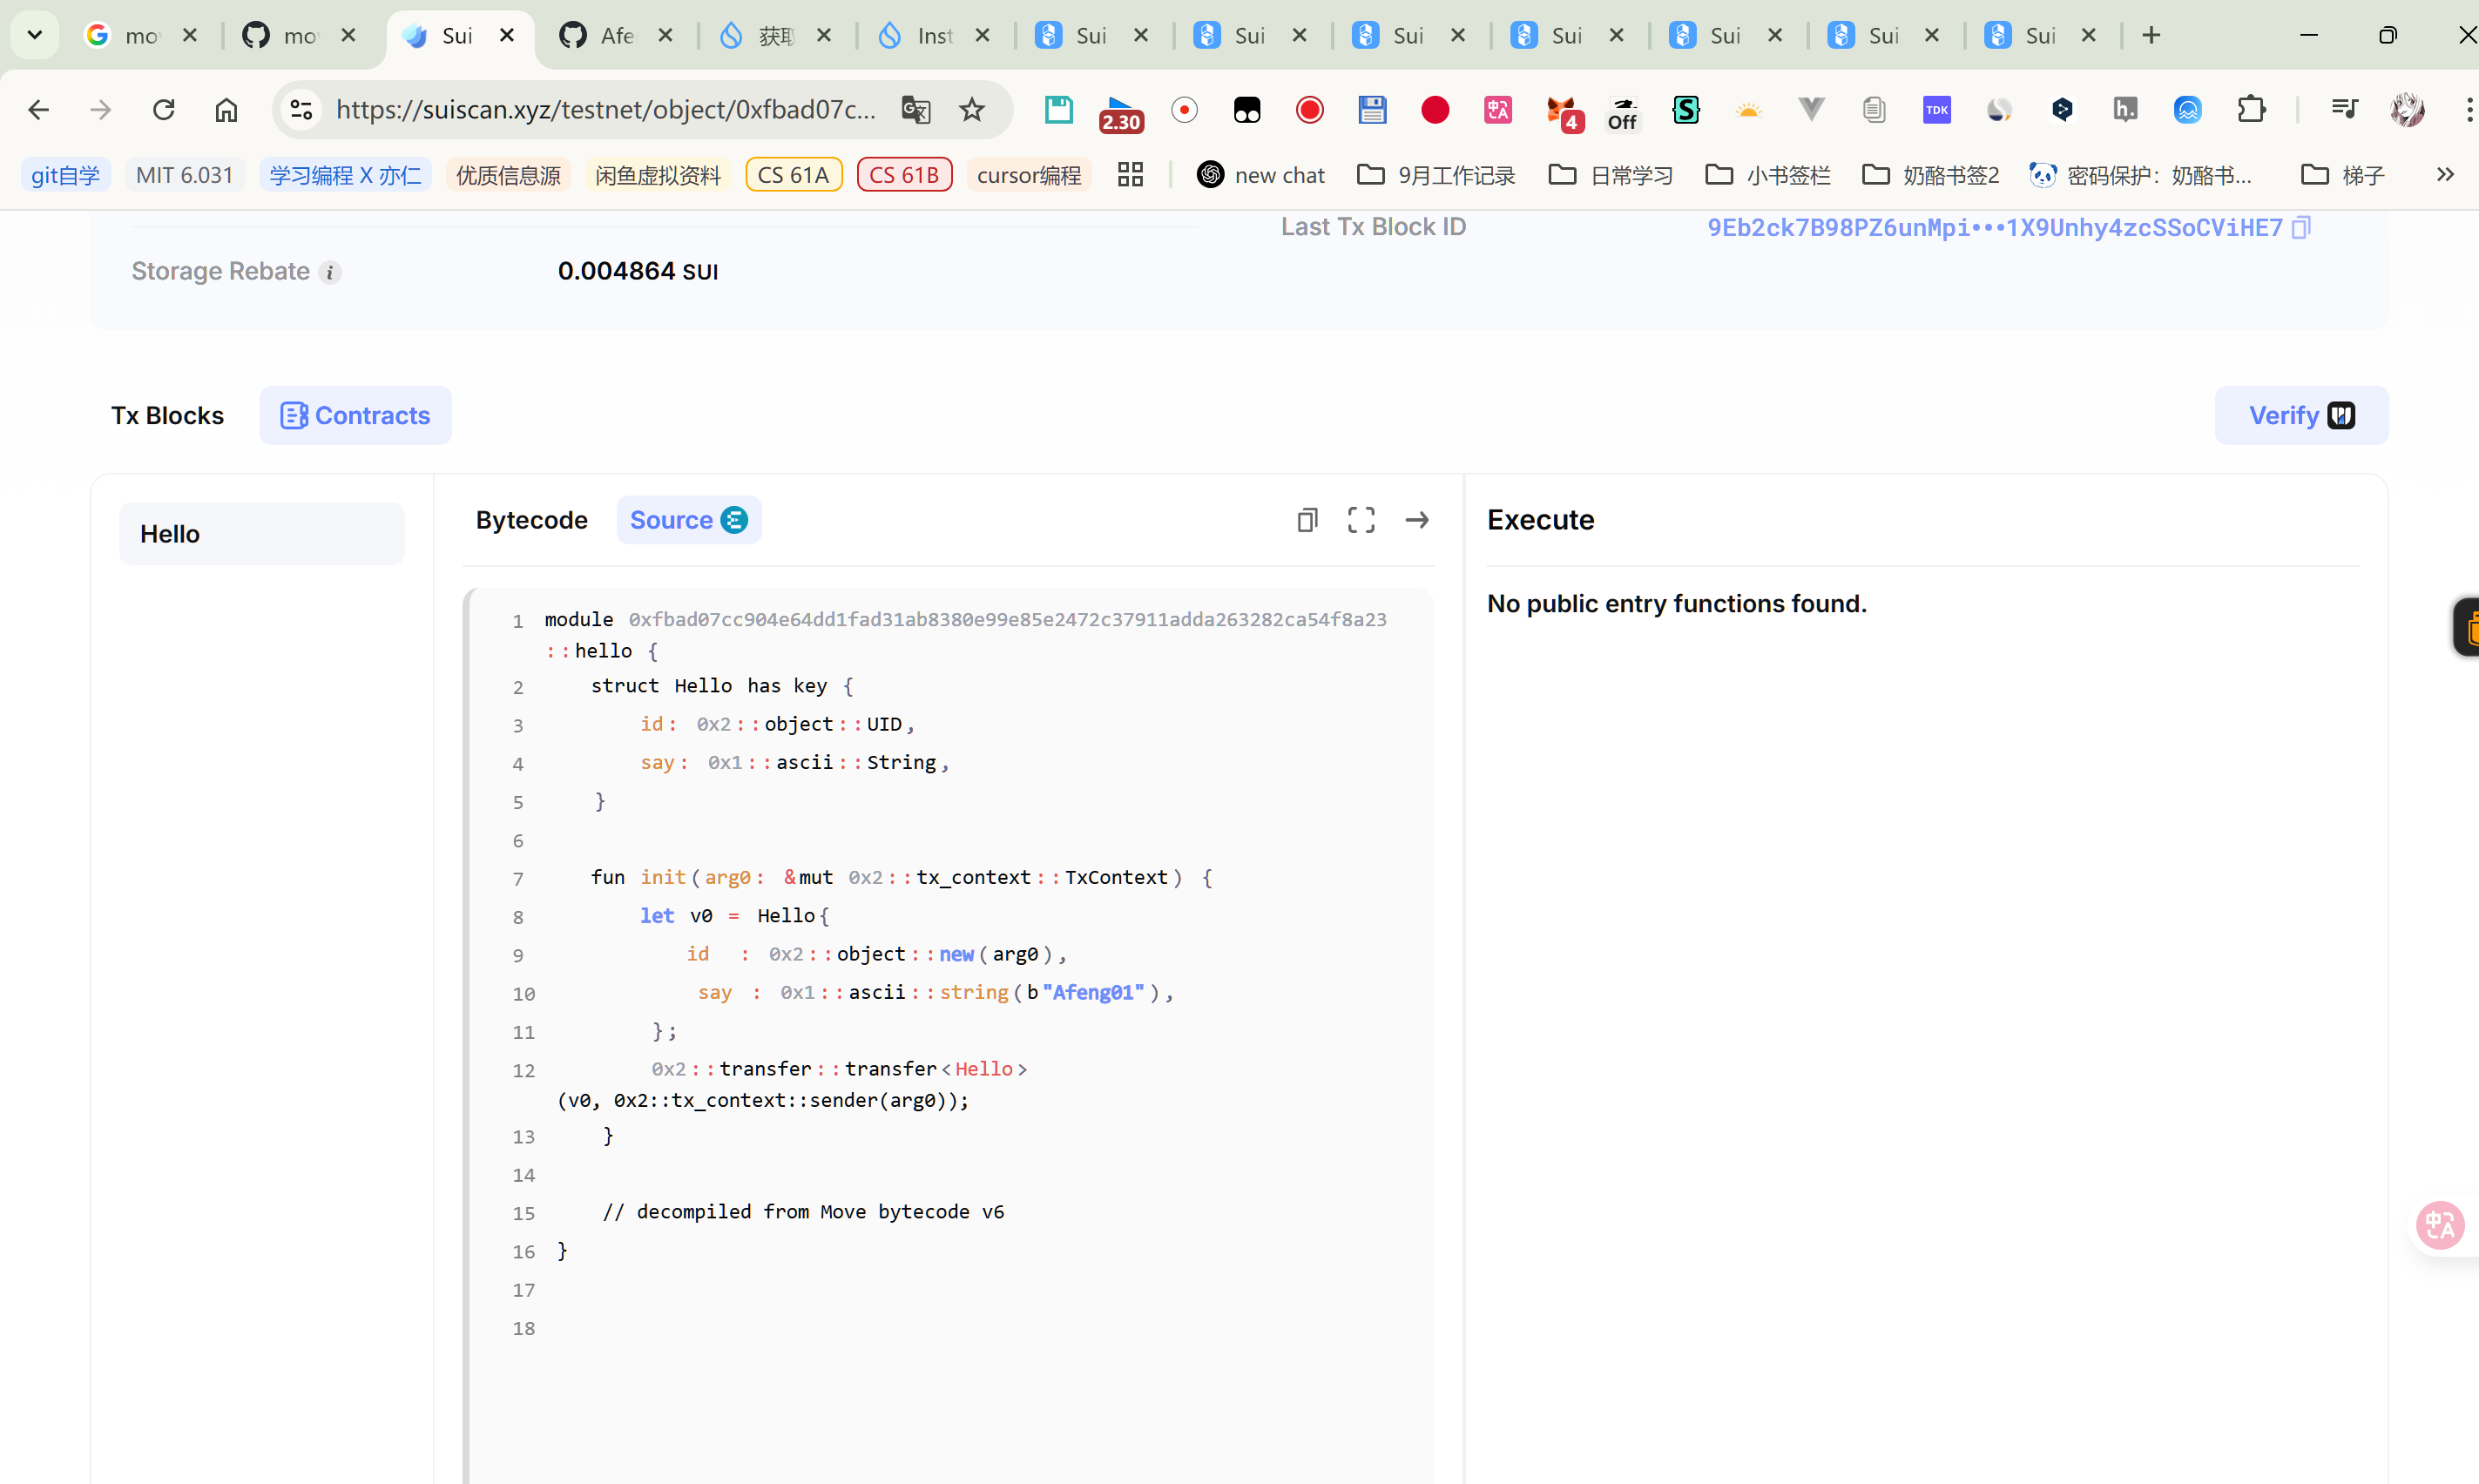 mo
mo
Sui
Afe
获取
Inst
Sui
Sui
Sui
Sui
Sui
Sui
Sui
https://suiscan.xyz/testnet/object/0xfbad07c...
2.30
4
Off
TDK
h.
git自学
MIT 6.031
学习编程 X 亦仁
优质信息源
闲鱼虚拟资料
CS 61A
CS 61B
cursor编程
new chat
9月工作记录
日常学习
小书签栏
奶酪书签2
密码保护：奶酪书...
梯子
Last Tx Block ID
9Eb2ck7B98PZ6unMpi•••1X9Unhy4zcSSoCViHE7
Storage Rebate
0.004864 SUI
Tx Blocks
Contracts
Verify
Hello
Bytecode
Source
Execute
No public entry functions found.
1 module 0xfbad07cc904e64dd1fad31ab8380e99e85e2472c37911adda263282ca54f8a23
::hello {
2 struct Hello has key {
3 id: 0x2::object::UID,
4 say: 0x1::ascii::String,
5 }
6
7 fun init(arg0: &mut 0x2::tx_context::TxContext) {
8 let v0 = Hello{
9 id : 0x2::object::new(arg0),
10 say : 0x1::ascii::string(b"Afeng01"),
11 };
12 0x2::transfer::transfer<Hello>
(v0, 0x2::tx_context::sender(arg0));
13 }
14
15 // decompiled from Move bytecode v6
16 }
17
18
中A